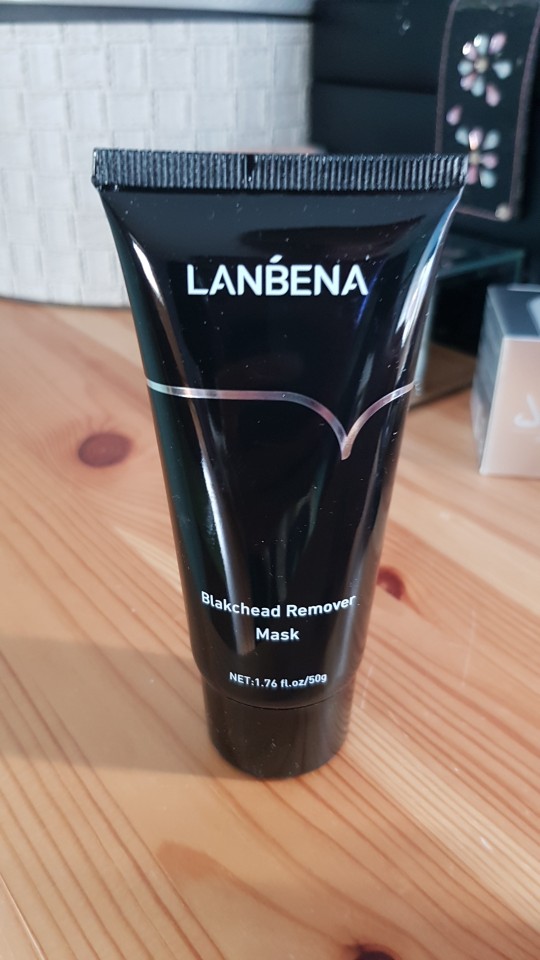 LANBENA
Blakchead Remover
Mask
NET:1.76 fl.oz/50g